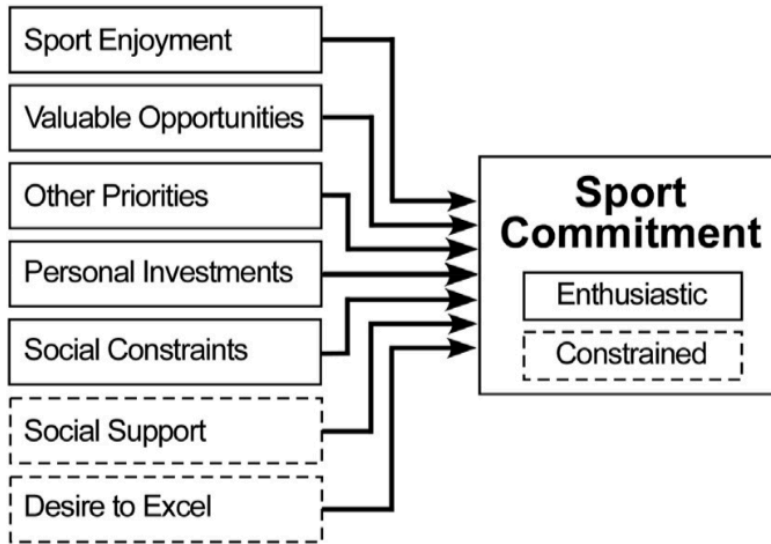 Sport Enjoyment
Valuable Opportunities
Other Priorities
Personal Investments
Social Constraints
Social Support
Desire to Excel
Sport
Commitment
Enthusiastic
Constrained